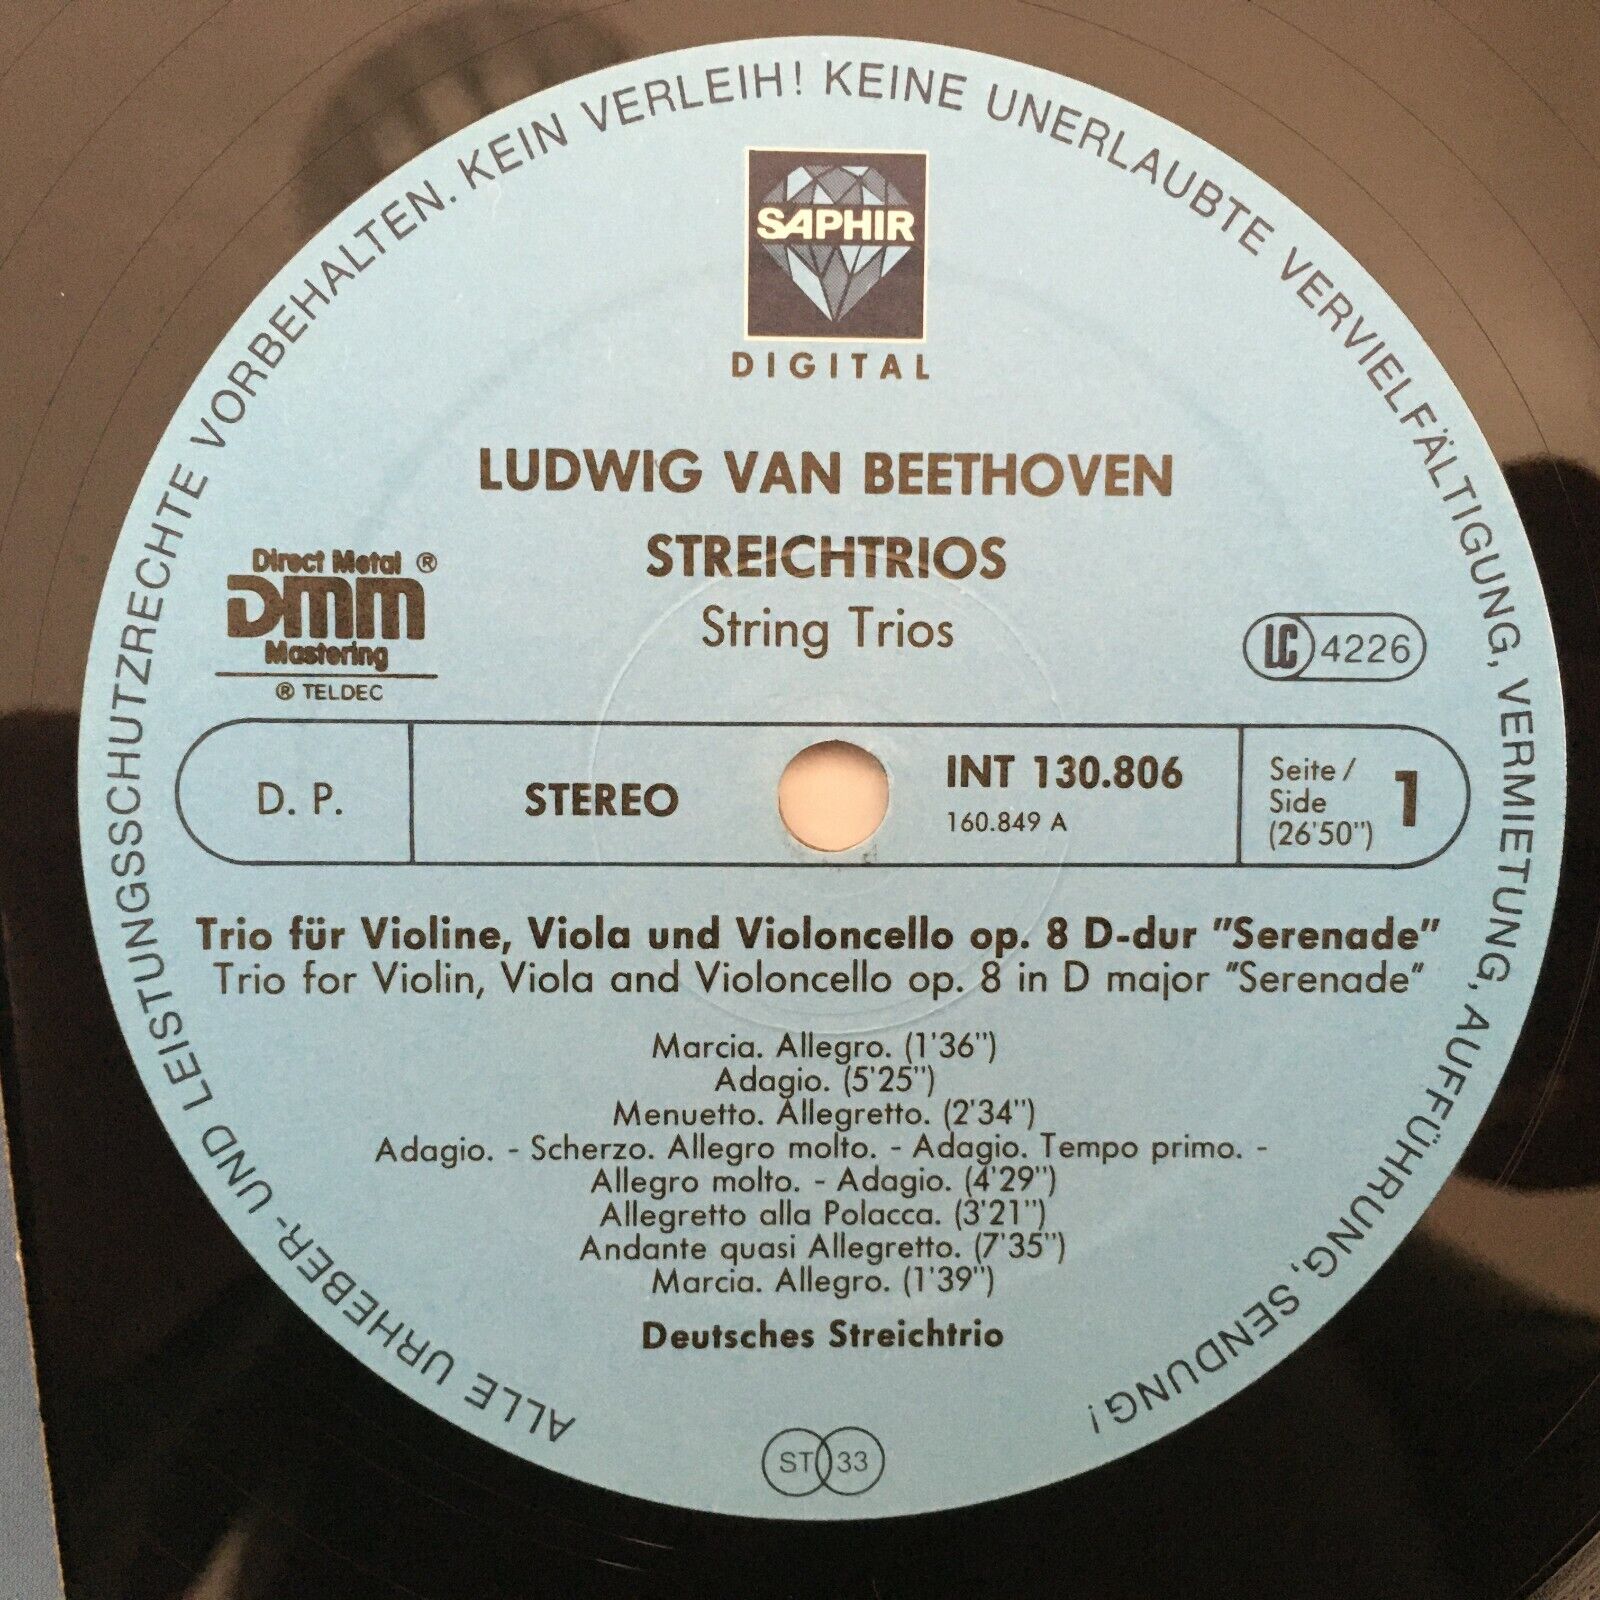 ALLE URHEBER- UND LEISTUNGSSCHUTZRECHTE VORBEHALTEN. KEIN VERLEIH! KEINE UNERLAUBTE VERVIELFÄLTIGUNG, VERMIETUNG, AUFFÜHRUNG, SENDUNG!
SAPHIR
DIGITAL
LUDWIG VAN BEETHOVEN
STREICHTRIOS
String Trios
Direct Metal ®
DMM
Mastering
® TELDEC
LC 4226
D. P.
STEREO
INT 130.806
160.849 A
Seite /
Side
(26'50")
1
Trio für Violine, Viola und Violoncello op. 8 D-dur "Serenade"
Trio for Violin, Viola and Violoncello op. 8 in D major "Serenade"
Marcia. Allegro. (1'36")
Adagio. (5'25")
Menuetto. Allegretto. (2'34")
Adagio. - Scherzo. Allegro molto. - Adagio. Tempo primo. -
Allegro molto. - Adagio. (4'29")
Allegretto alla Polacca. (3'21")
Andante quasi Allegretto. (7'35")
Marcia. Allegro. (1'39")
Deutsches Streichtrio
ST 33